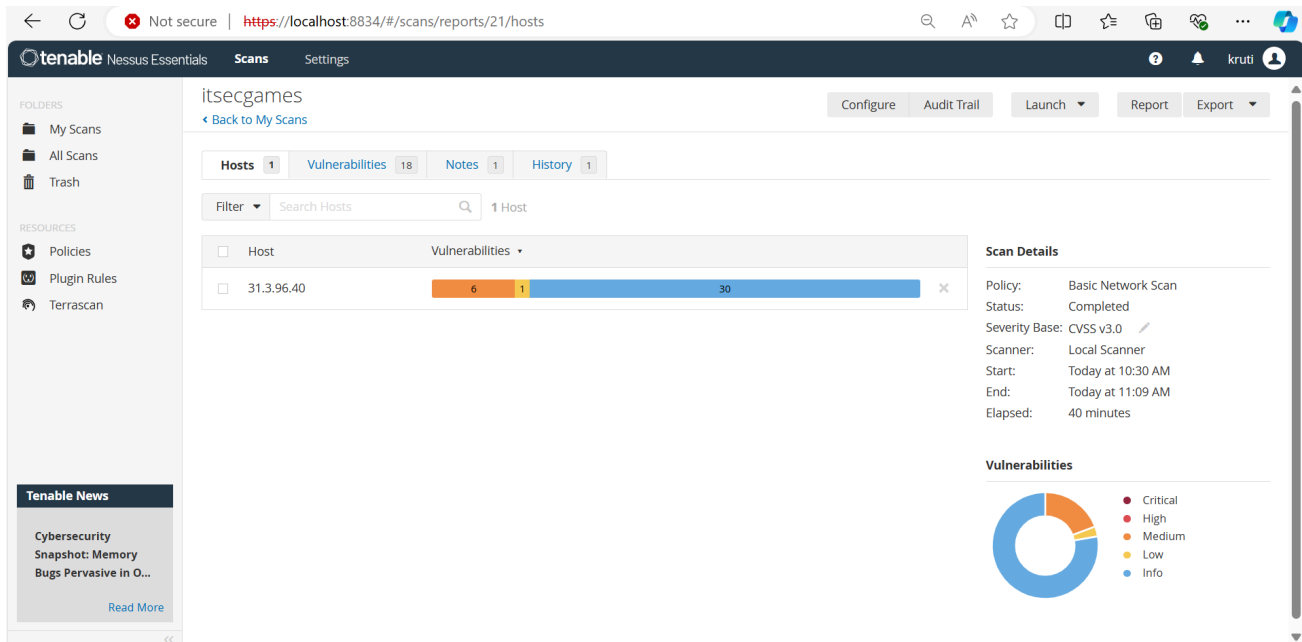 Not secure | https://localhost:8834/#/scans/reports/21/hosts
tenable Nessus Essentials Scans Settings kruti
FOLDERS
My Scans
All Scans
Trash
RESOURCES
Policies
Plugin Rules
Terrascan
Tenable News
Cybersecurity
Snapshot: Memory
Bugs Pervasive in O...
Read More
itsecgames
Back to My Scans
Configure Audit Trail Launch Report Export
Hosts 1 Vulnerabilities 18 Notes 1 History 1
Filter Search Hosts 1 Host
Host Vulnerabilities
31.3.96.40 6 1 30
Scan Details
Policy: Basic Network Scan
Status: Completed
Severity Base: CVSS v3.0
Scanner: Local Scanner
Start: Today at 10:30 AM
End: Today at 11:09 AM
Elapsed: 40 minutes
Vulnerabilities
Critical
High
Medium
Low
Info